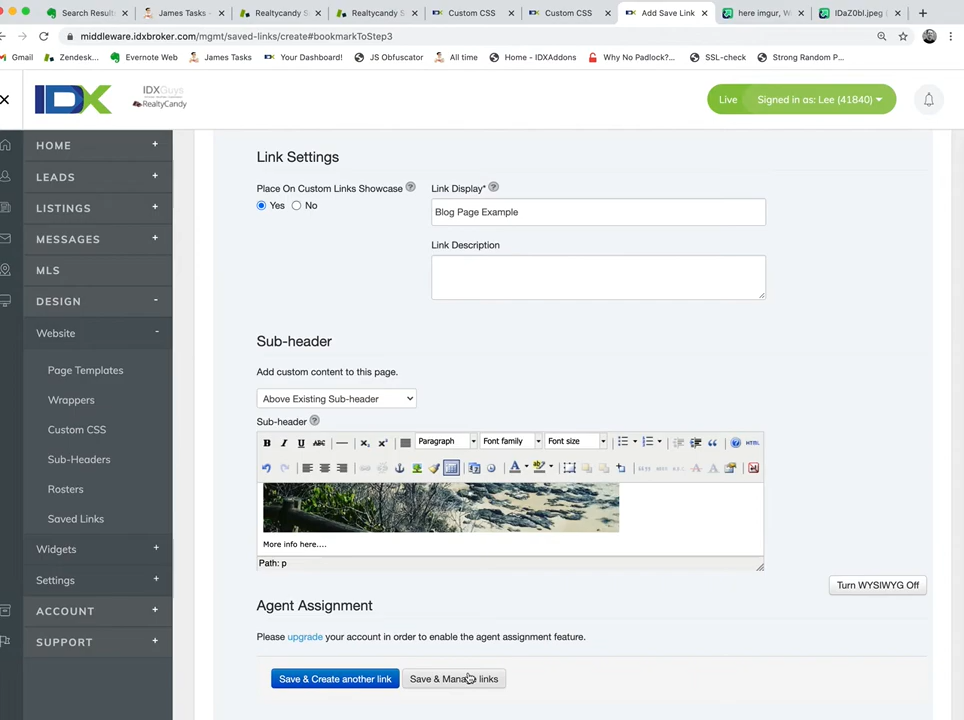 Search Result:
James Tasks -
Realtycandy S
Realtycandy S
Custom CSS
Custom CSS
Add Save Link
here imgur, W
IDaZ0bl.jpeg (
middleware.idxbroker.com/mgmt/saved-links/create#bookmarkToStep3
Gmail
Zendesk...
Evernote Web
James Tasks
Your Dashboard!
JS Obfuscator
All time
Home - IDXAddons
Why No Padlock?...
SSL-check
Strong Random P...
IDX
IDXGuys
RealtyCandy
Live
Signed in as: Lee (41840)
HOME +
LEADS +
LISTINGS +
MESSAGES +
MLS
DESIGN -
Website -
Page Templates
Wrappers
Custom CSS
Sub-Headers
Rosters
Saved Links
Widgets +
Settings +
ACCOUNT +
SUPPORT +
Link Settings
Place On Custom Links Showcase ?
Yes No
Link Display* ?
Blog Page Example
Link Description
Sub-header
Add custom content to this page.
Above Existing Sub-header
Sub-header ?
B I U ABC
Paragraph
Font family
Font size
HTML
More info here....
Path: p
Turn WYSIWYG Off
Agent Assignment
Please upgrade your account in order to enable the agent assignment feature.
Save & Create another link
Save & Manage links